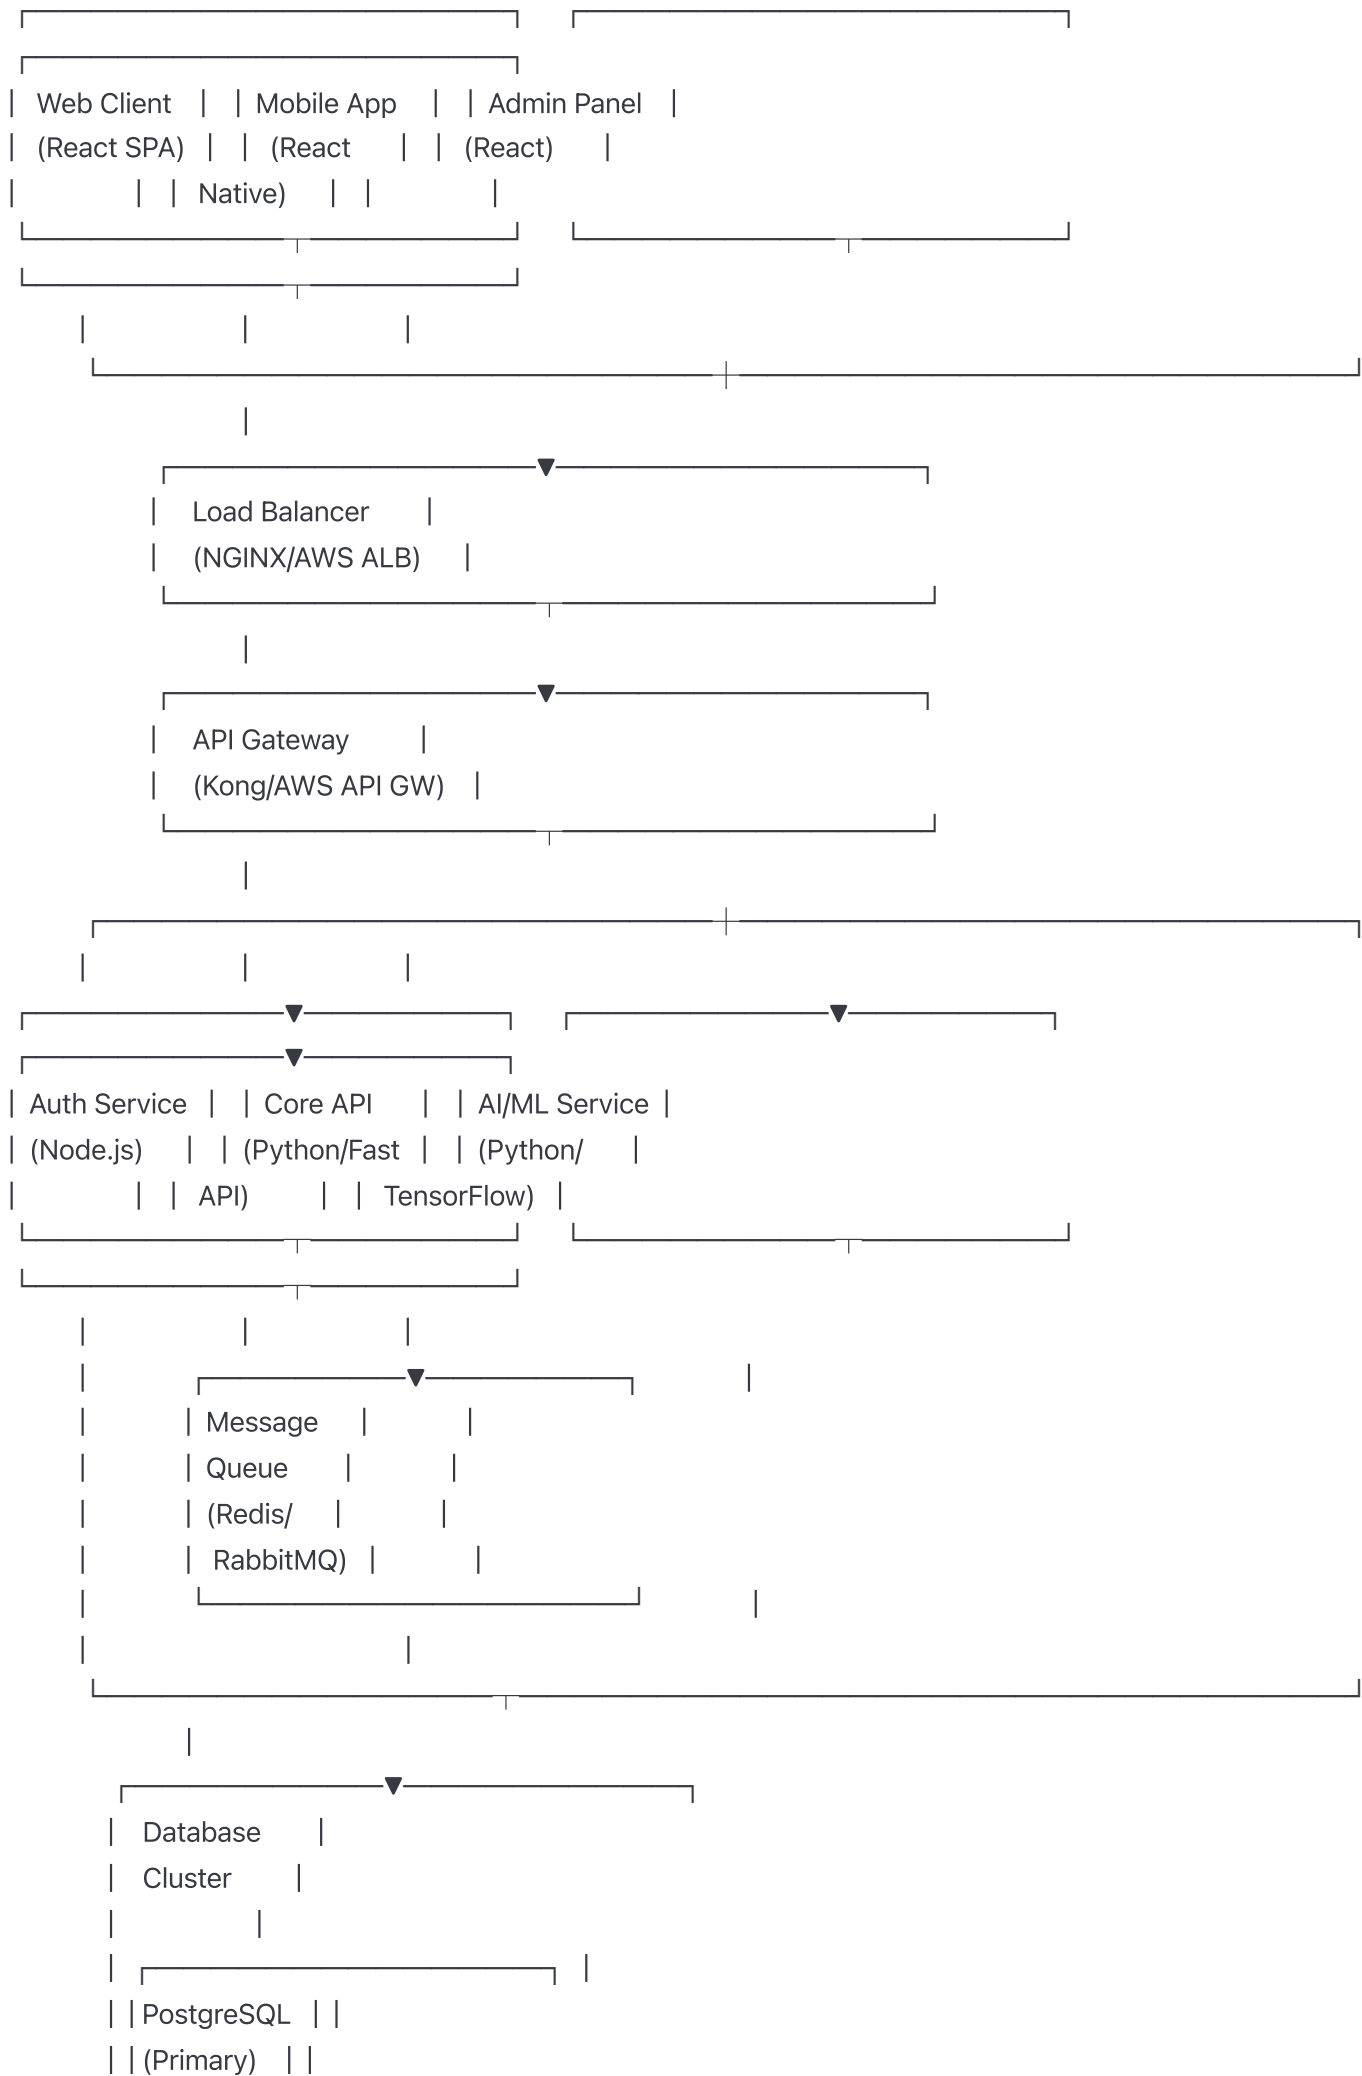 Web Client | | Mobile App | | Admin Panel |
(React SPA) | | (React | | (React) |
| | Native) | | |
Load Balancer |
(NGINX/AWS ALB) |
API Gateway |
(Kong/AWS API GW) |
| Auth Service | | Core API | | AI/ML Service |
| (Node.js) | | (Python/Fast | | (Python/ |
| | | API) | | TensorFlow) |
| | Message | |
| | Queue | |
| | (Redis/ | |
| | RabbitMQ) | |
| Database |
| Cluster |
| | PostgreSQL | |
| | (Primary) | |